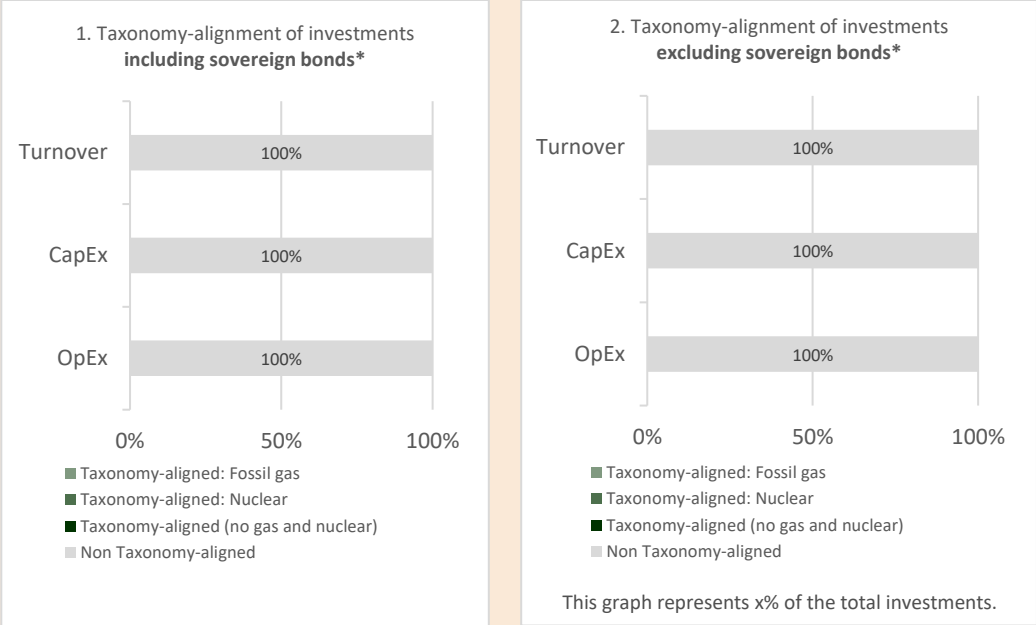 1. Taxonomy-alignment of investments
including sovereign bonds*
Turnover
100%
CapEx
100%
OpEx
100%
0%
50%
100%
Taxonomy-aligned: Fossil gas
Taxonomy-aligned: Nuclear
Taxonomy-aligned (no gas and nuclear)
Non Taxonomy-aligned
2. Taxonomy-alignment of investments
excluding sovereign bonds*
Turnover
100%
CapEx
100%
OpEx
100%
0%
50%
100%
Taxonomy-aligned: Fossil gas
Taxonomy-aligned: Nuclear
Taxonomy-aligned (no gas and nuclear)
Non Taxonomy-aligned
This graph represents x% of the total investments.